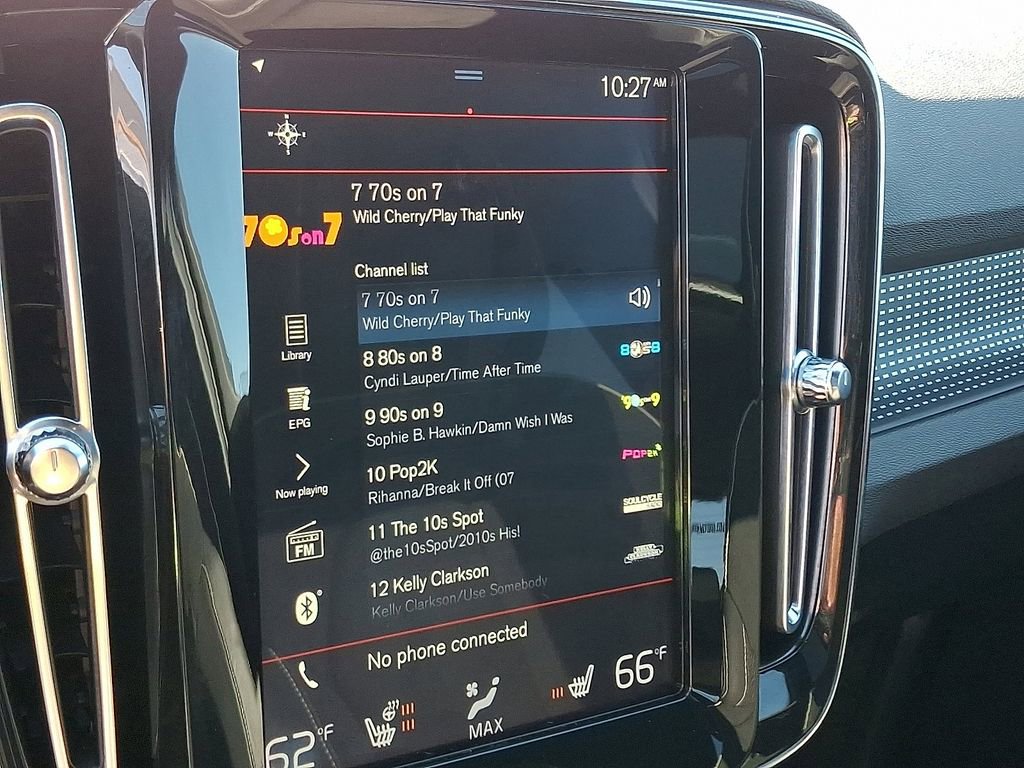 10:27 AM
N
W E
S
7 70s on 7
Wild Cherry/Play That Funky
70s on 7
Channel list
7 70s on 7
Wild Cherry/Play That Funky
Library
8 80s on 8
Cyndi Lauper/Time After Time
EPG
9 90s on 9
Sophie B. Hawkin/Damn Wish I Was
Now playing
10 Pop2K
Rihanna/Break It Off (07
POP2K
FM
11 The 10s Spot
@the10sSpot/2010s His!
SOULCYCLE
12 Kelly Clarkson
Kelly Clarkson/Use Somebody
No phone connected
62°F
MAX
66°F